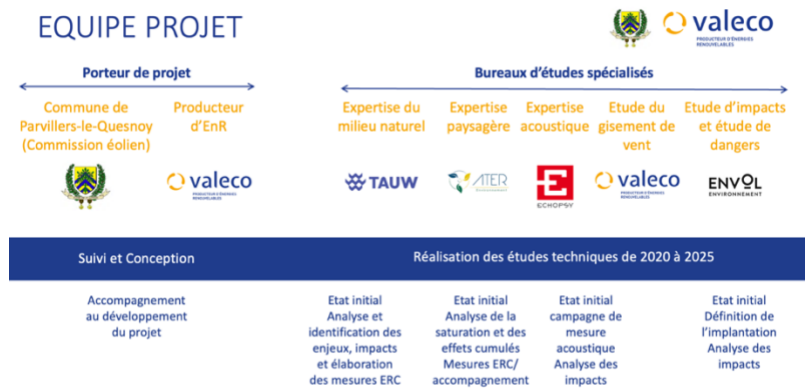 EQUIPE PROJET
valeco
PRODUCTEUR D'ÉNERGIES
RENOUVELABLES
Porteur de projet
Bureaux d'études spécialisés
Commune de
Parvillers-le-Quesnoy
(Commission éolien)
Producteur
d'EnR
Expertise du
milieu naturel
Expertise
paysagère
Expertise
acoustique
Etude du
gisement de
vent
Etude d'impacts
et étude de
dangers
valeco
PRODUCTEUR D'ÉNERGIES
RENOUVELABLES
TAUW
ATER
ECHOPSY
valeco
PRODUCTEUR D'ÉNERGIES
RENOUVELABLES
ENVOL
ENVIRONNEMENT
Suivi et Conception
Réalisation des études techniques de 2020 à 2025
Accompagnement
au développement
du projet
Etat initial
Analyse et
identification des
enjeux, impacts
et élaboration
des mesures ERC
Etat initial
Analyse de la
saturation et des
effets cumulés
Mesures ERC/
accompagnement
Etat initial
campagne de
mesure
acoustique
Analyse des
impacts
Etat initial
Définition de
l'implantation
Analyse des
impacts